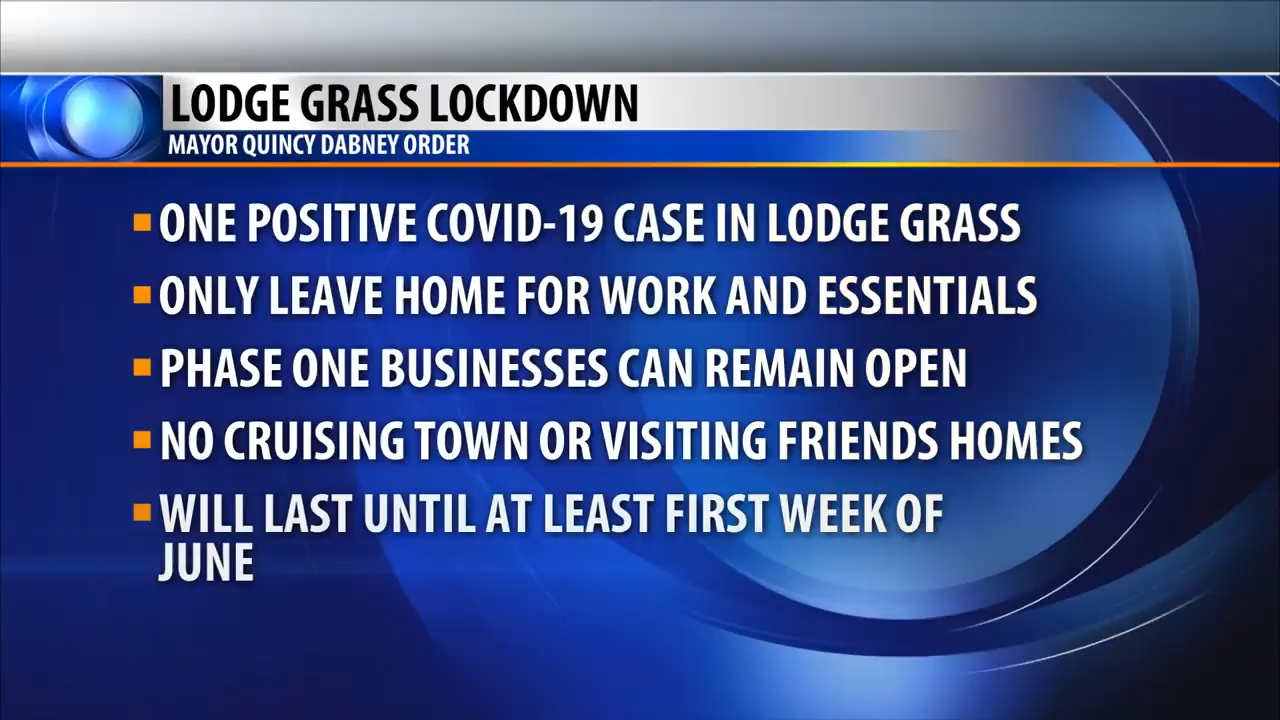 LODGE GRASS LOCKDOWN
MAYOR QUINCY DABNEY ORDER
ONE POSITIVE COVID-19 CASE IN LODGE GRASS
ONLY LEAVE HOME FOR WORK AND ESSENTIALS
PHASE ONE BUSINESSES CAN REMAIN OPEN
NO CRUISING TOWN OR VISITING FRIENDS HOMES
WILL LAST UNTIL AT LEAST FIRST WEEK OF
JUNE